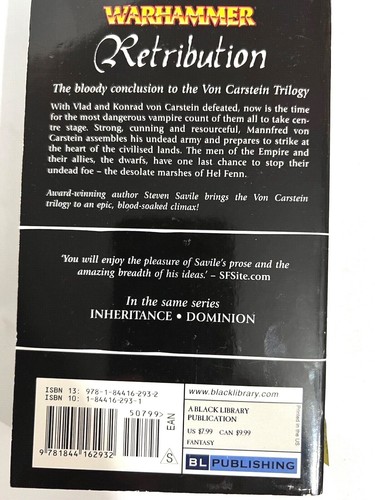 WARHAMMER
Retribution
The bloody conclusion to the Von Carstein Trilogy
With Vlad and Konrad von Carstein defeated, now is the time
for the most dangerous vampire count of them all to take cen-
tre stage. Strong, cunning and resourceful, Mannfred von
Carstein assembles his undead army and prepares to strike at
the heart of the civilised lands. The men of the Empire and
their allies, the dwarfs, have one last chance to stop their
undead foe – the desolate marshes of Hel Fenn.
Award-winning author Steven Savile brings the Von Carstein
trilogy to an epic, blood-soaked climax!
'You will enjoy the pleasure of Savile's prose and the
amazing breadth of his ideas.' – SFSite.com
In the same series
INHERITANCE • DOMINION
ISBN 13: 978-1-84416-293-2
ISBN 10: 1-84416-293-1
50799
EAN
S
9 781844 162932
www.blacklibrary.com
A BLACK LIBRARY
PUBLICATION
US $7.99 CAN $9.99
FANTASY
Printed in the US
BL PUBLISHING